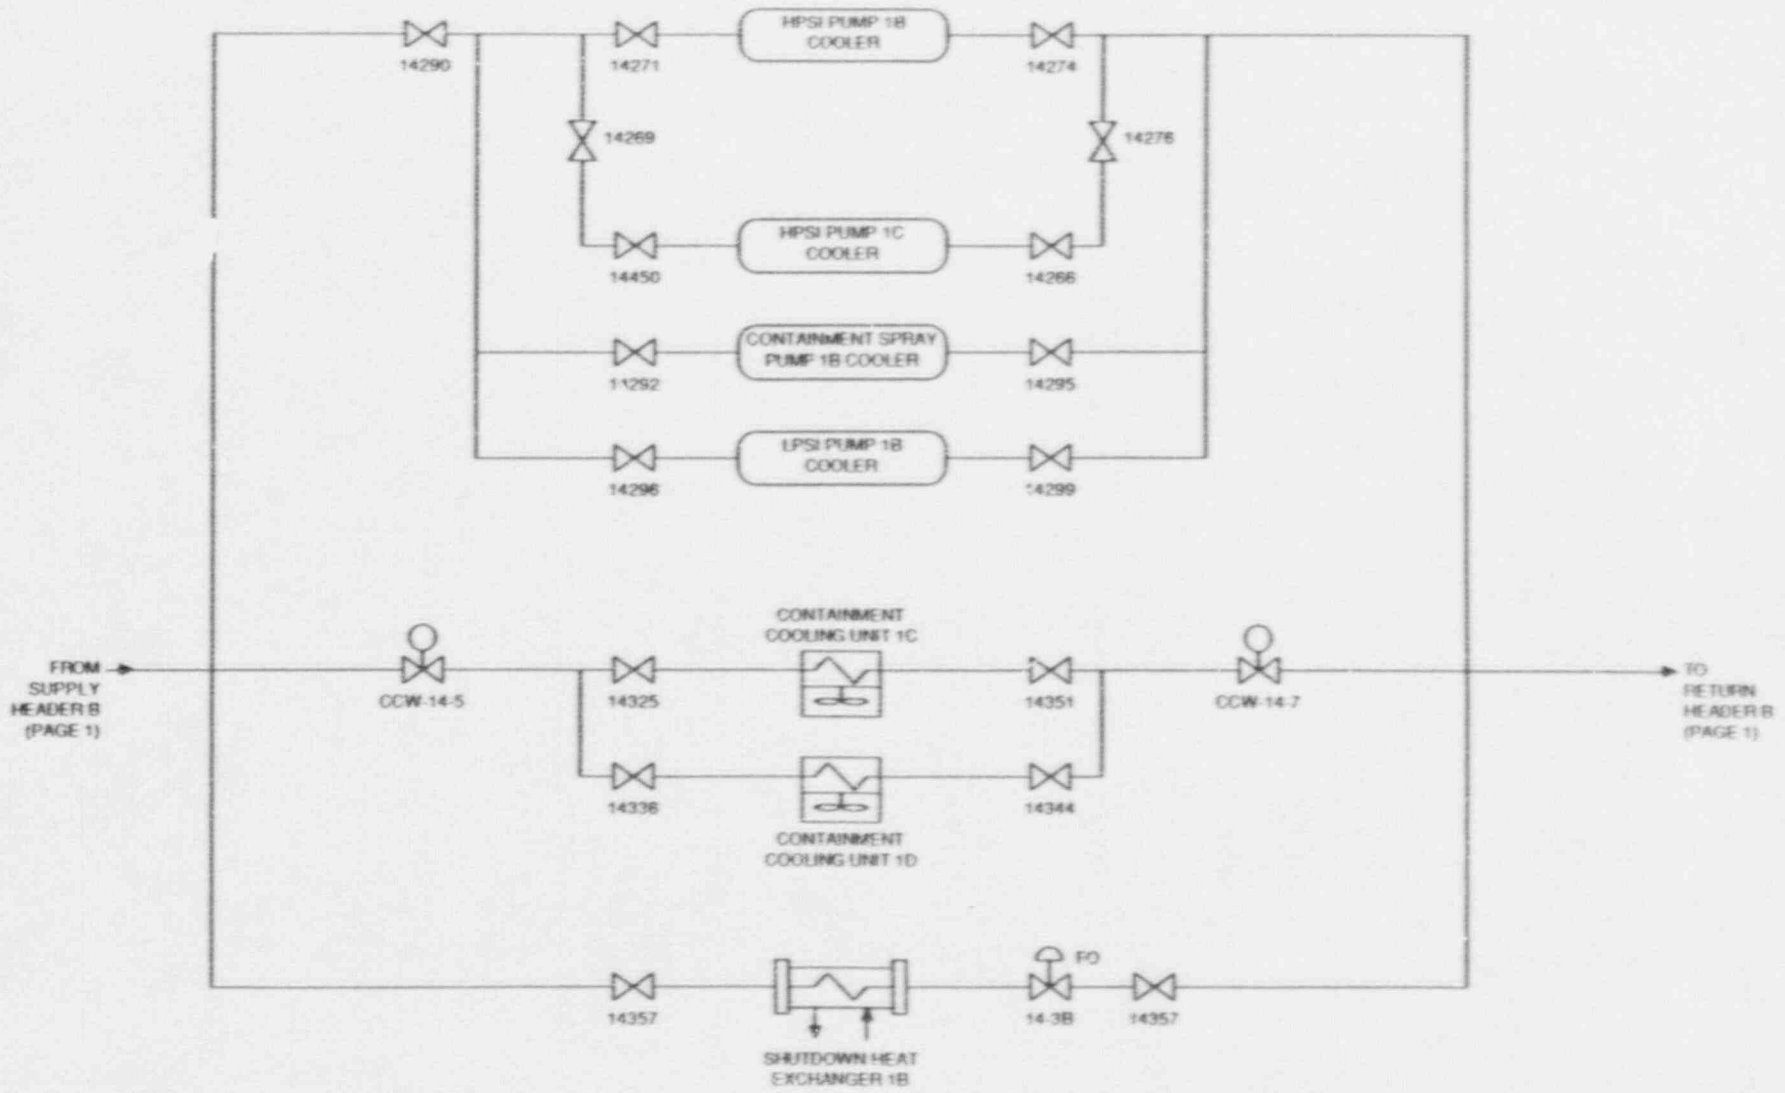 HPSI PUMP 1B
COOLER
14290
14271
14274
14269
14276
HPSI PUMP 1C
COOLER
14450
14266
CONTAINMENT SPRAY
PUMP 1B COOLER
14292
14295
LPSI PUMP 1B
COOLER
14296
14299
CONTAINMENT
COOLING UNIT 1C
FROM
SUPPLY
HEADER B
(PAGE 1)
CCW-14-5
14325
14351
CCW-14-7
TO
RETURN
HEADER B
(PAGE 1)
14336
14344
CONTAINMENT
COOLING UNIT 1D
FO
14357
14-3B
14357
SHUTDOWN HEAT
EXCHANGER 1B